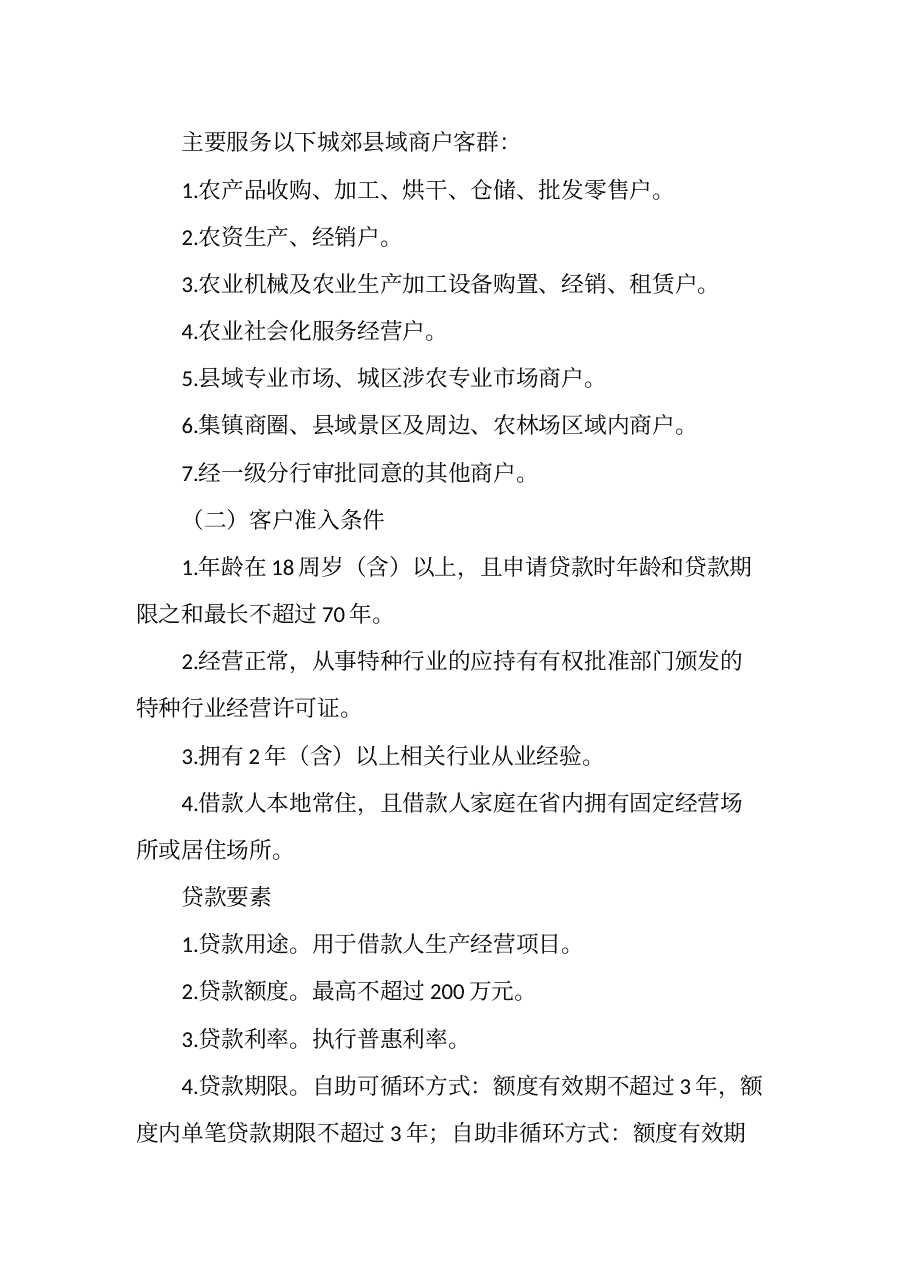 主要服务以下城郊县域商户客群：
1.农产品收购、加工、烘干、仓储、批发零售户。
2.农资生产、经销户。
3.农业机械及农业生产加工设备购置、经销、租赁户。
4.农业社会化服务经营户。
5.县域专业市场、城区涉农专业市场商户。
6.集镇商圈、县域景区及周边、农林场区域内商户。
7.经一级分行审批同意的其他商户。
（二）客户准入条件
1.年龄在 18 周岁（含）以上，且申请贷款时年龄和贷款期
限之和最长不超过 70 年。
2.经营正常，从事特种行业的应持有有权批准部门颁发的
特种行业经营许可证。
3.拥有 2 年（含）以上相关行业从业经验。
4.借款人本地常住，且借款人家庭在省内拥有固定经营场
所或居住场所。
贷款要素
1.贷款用途。用于借款人生产经营项目。
2.贷款额度。最高不超过 200 万元。
3.贷款利率。执行普惠利率。
4.贷款期限。自助可循环方式：额度有效期不超过 3 年，额
度内单笔贷款期限不超过 3 年；自助非循环方式：额度有效期